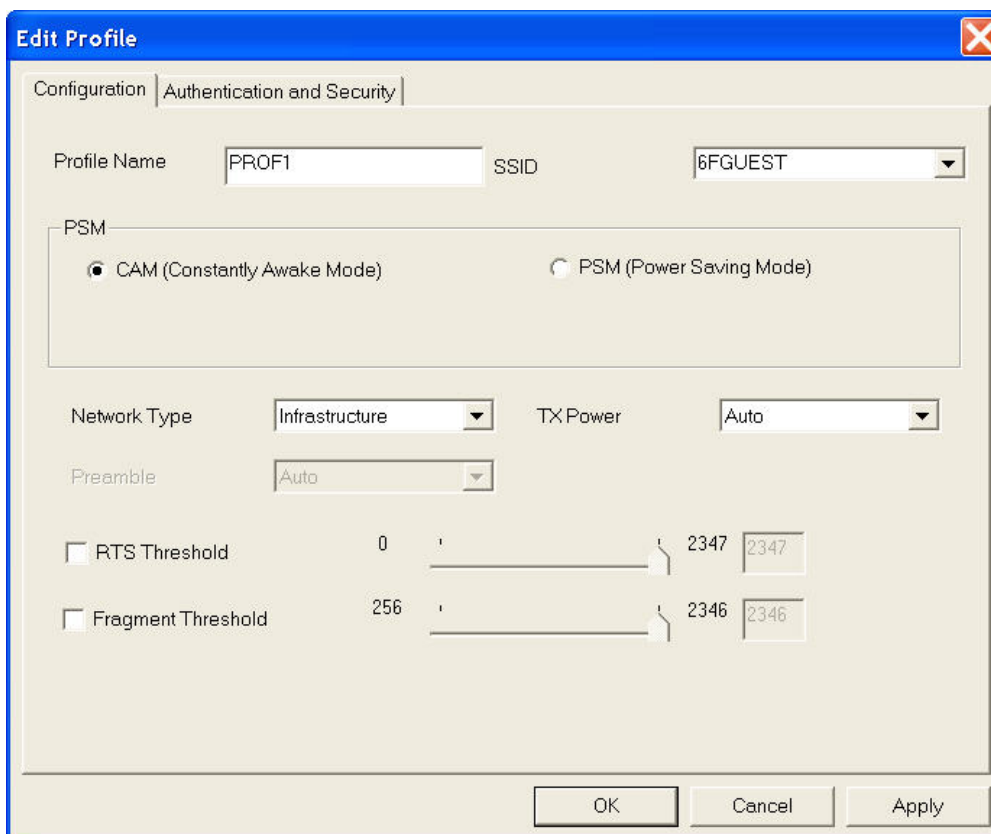 Edit Profile
Configuration Authentication and Security
Profile Name PROF1 SSID 6FGUEST
PSM
CAM (Constantly Awake Mode) PSM (Power Saving Mode)
Network Type Infrastructure TX Power Auto
Preamble Auto
RTS Threshold 0 2347 2347
Fragment Threshold 256 2346 2346
OK Cancel Apply